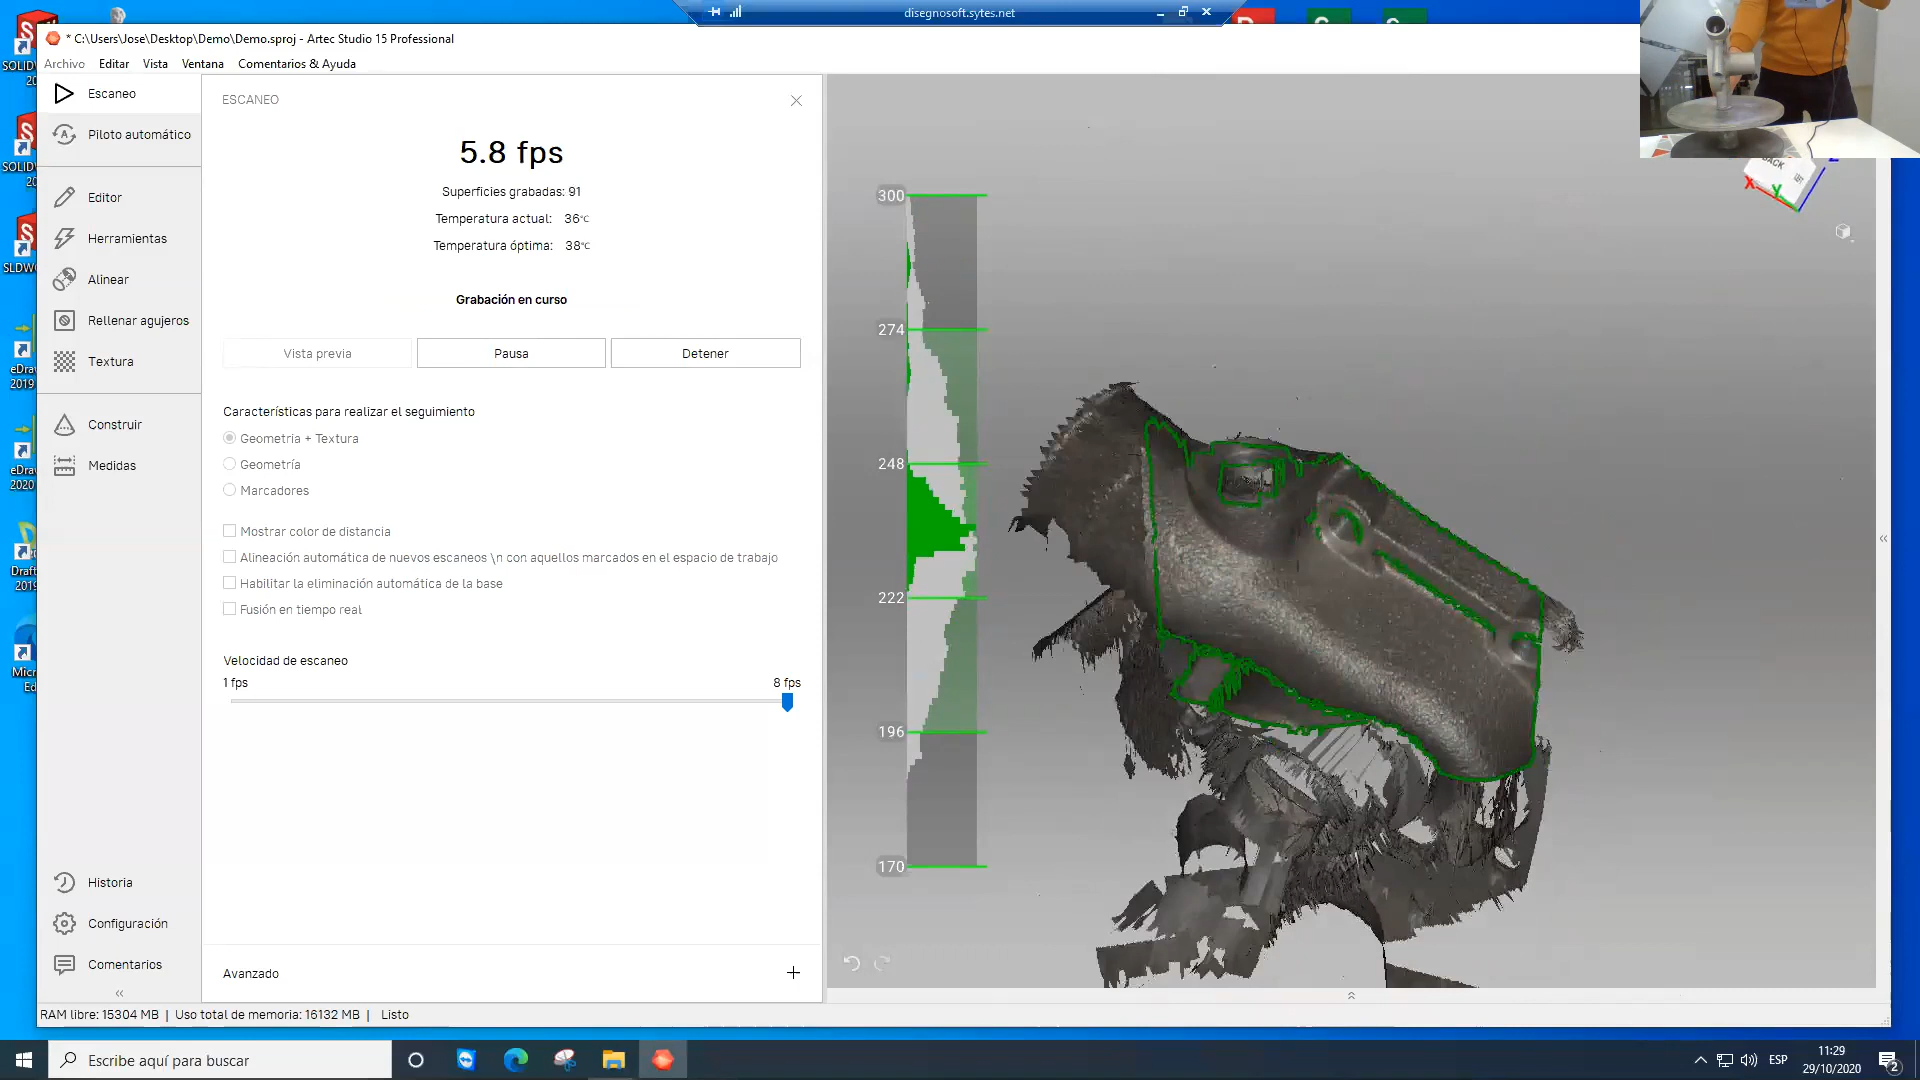 disegnosoft.sytes.net
* C:\Users\Jose\Desktop\Demo\Demo.sproj - Artec Studio 15 Professional
Archivo Editar Vista Ventana Comentarios & Ayuda
Escaneo
Piloto automático
Editor
Herramientas
Alinear
Rellenar agujeros
Textura
Construir
Medidas
Historia
Configuración
Comentarios
ESCANEO
5.8 fps
Superficies grabadas: 91
Temperatura actual: 36°C
Temperatura óptima: 38°C
Grabación en curso
Vista previa Pausa Detener
Características para realizar el seguimiento
Geometría + Textura
Geometría
Marcadores
Mostrar color de distancia
Alineación automática de nuevos escaneos \n con aquellos marcados en el espacio de trabajo
Habilitar la eliminación automática de la base
Fusión en tiempo real
Velocidad de escaneo
1 fps 8 fps
Avanzado
300
274
248
222
196
170
BACK
X Y Z
RAM libre: 15304 MB | Uso total de memoria: 16132 MB | Listo
Escribe aquí para buscar
ESP
11:29
29/10/2020
2